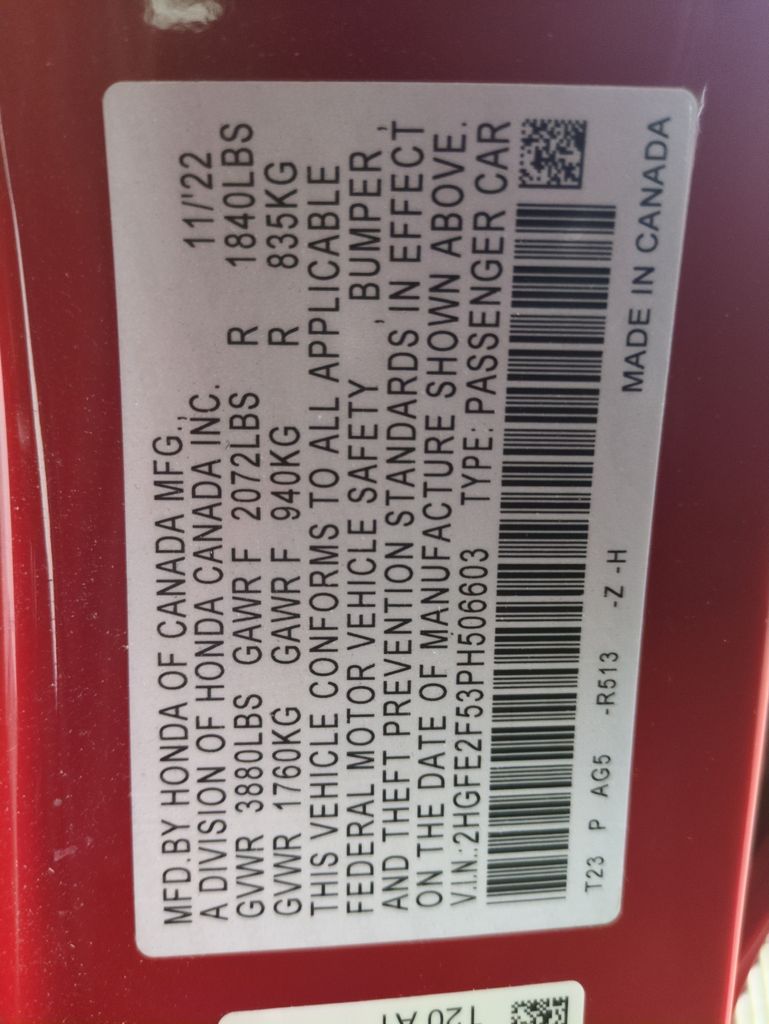 MFD.BY HONDA OF CANADA MFG.,
A DIVISION OF HONDA CANADA INC. 11/'22
GVWR 3880LBS GAWR F 2072LBS R 1840LBS
GVWR 1760KG GAWR F 940KG R 835KG
THIS VEHICLE CONFORMS TO ALL APPLICABLE
FEDERAL MOTOR VEHICLE SAFETY , BUMPER ,
AND THEFT PREVENTION STANDARDS IN EFFECT
ON THE DATE OF MANUFACTURE SHOWN ABOVE.
V.I.N.:2HGFE2F53PH506603 TYPE: PASSENGER CAR
T23 P AG5 -R513 -Z -H MADE IN CANADA